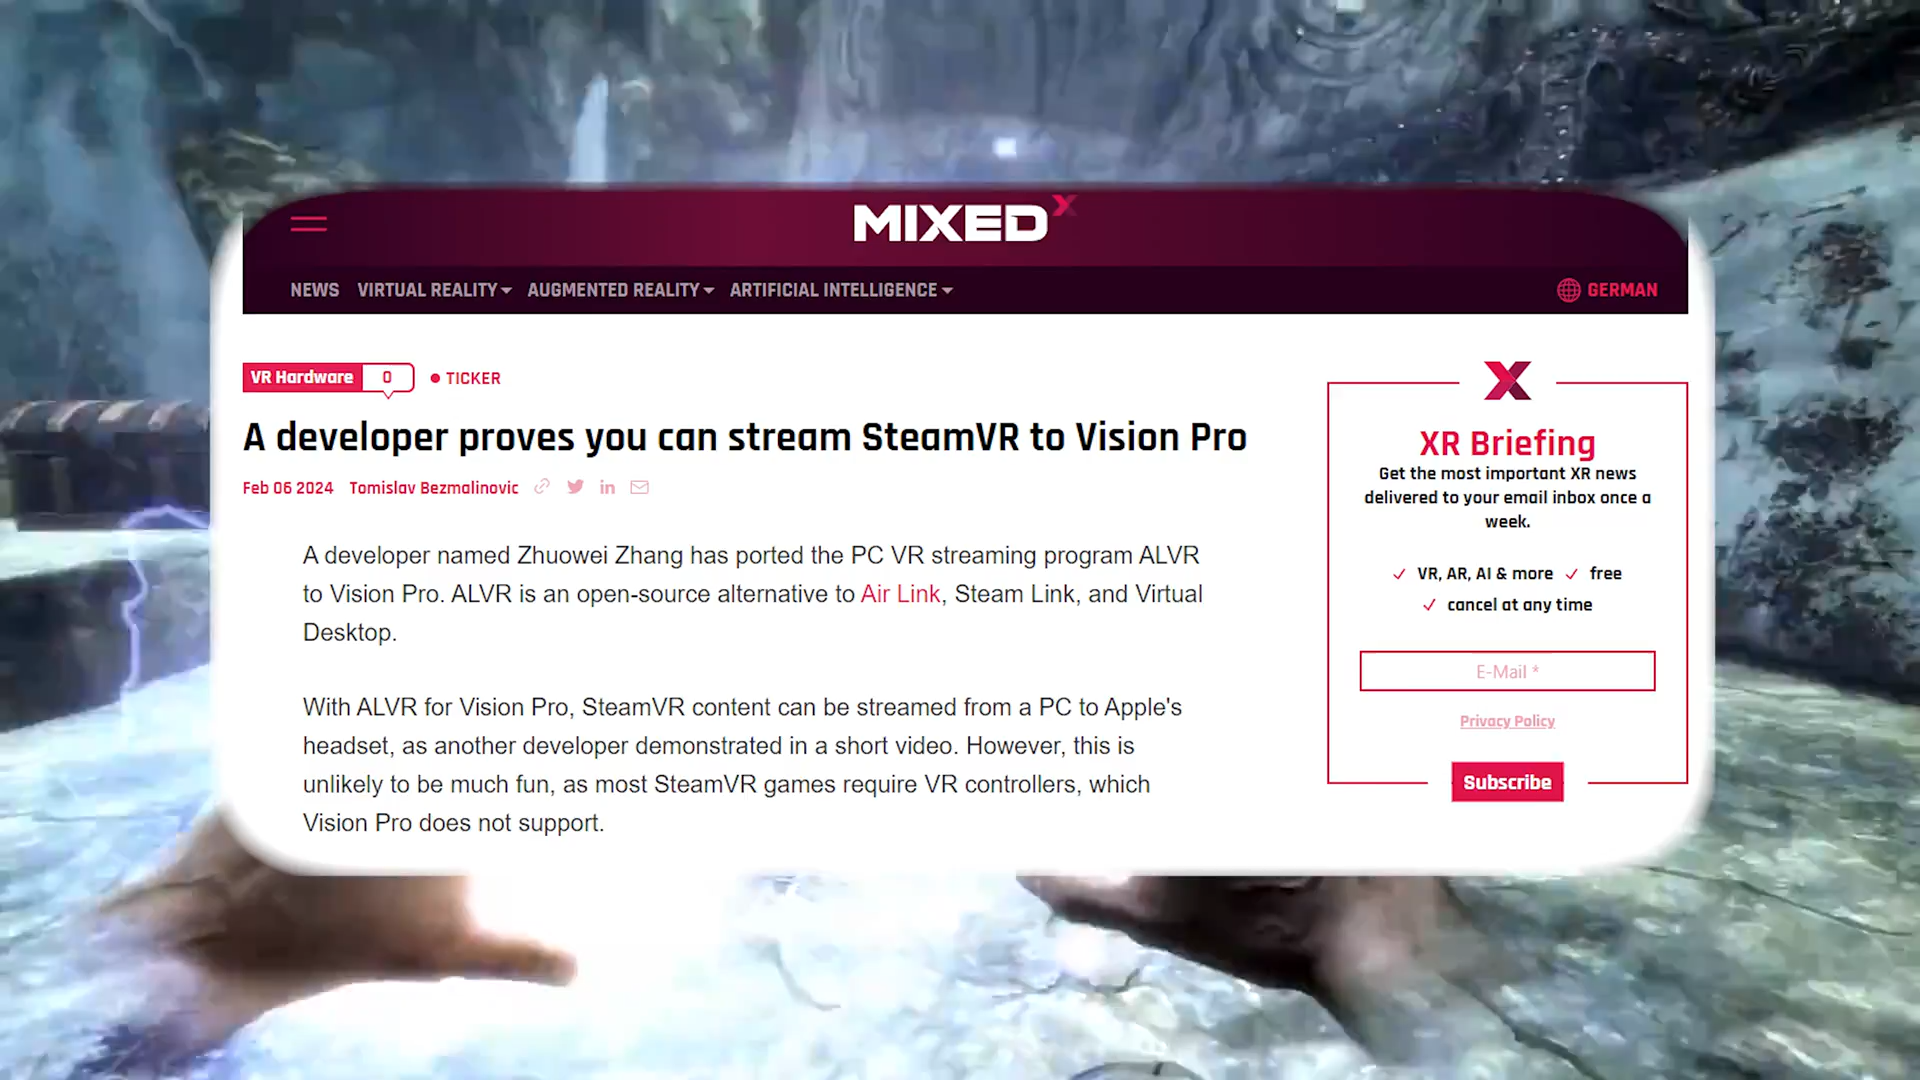 MIXED
NEWS VIRTUAL REALITY AUGMENTED REALITY ARTIFICIAL INTELLIGENCE GERMAN
VR Hardware 0 TICKER
A developer proves you can stream SteamVR to Vision Pro
Feb 06 2024 Tomislav Bezmalinovic
A developer named Zhuowei Zhang has ported the PC VR streaming program ALVR
to Vision Pro. ALVR is an open-source alternative to Air Link, Steam Link, and Virtual
Desktop.
With ALVR for Vision Pro, SteamVR content can be streamed from a PC to Apple's
headset, as another developer demonstrated in a short video. However, this is
unlikely to be much fun, as most SteamVR games require VR controllers, which
Vision Pro does not support.
XR Briefing
Get the most important XR news
delivered to your email inbox once a
week.
VR, AR, AI & more free
cancel at any time
E-Mail *
Privacy Policy
Subscribe